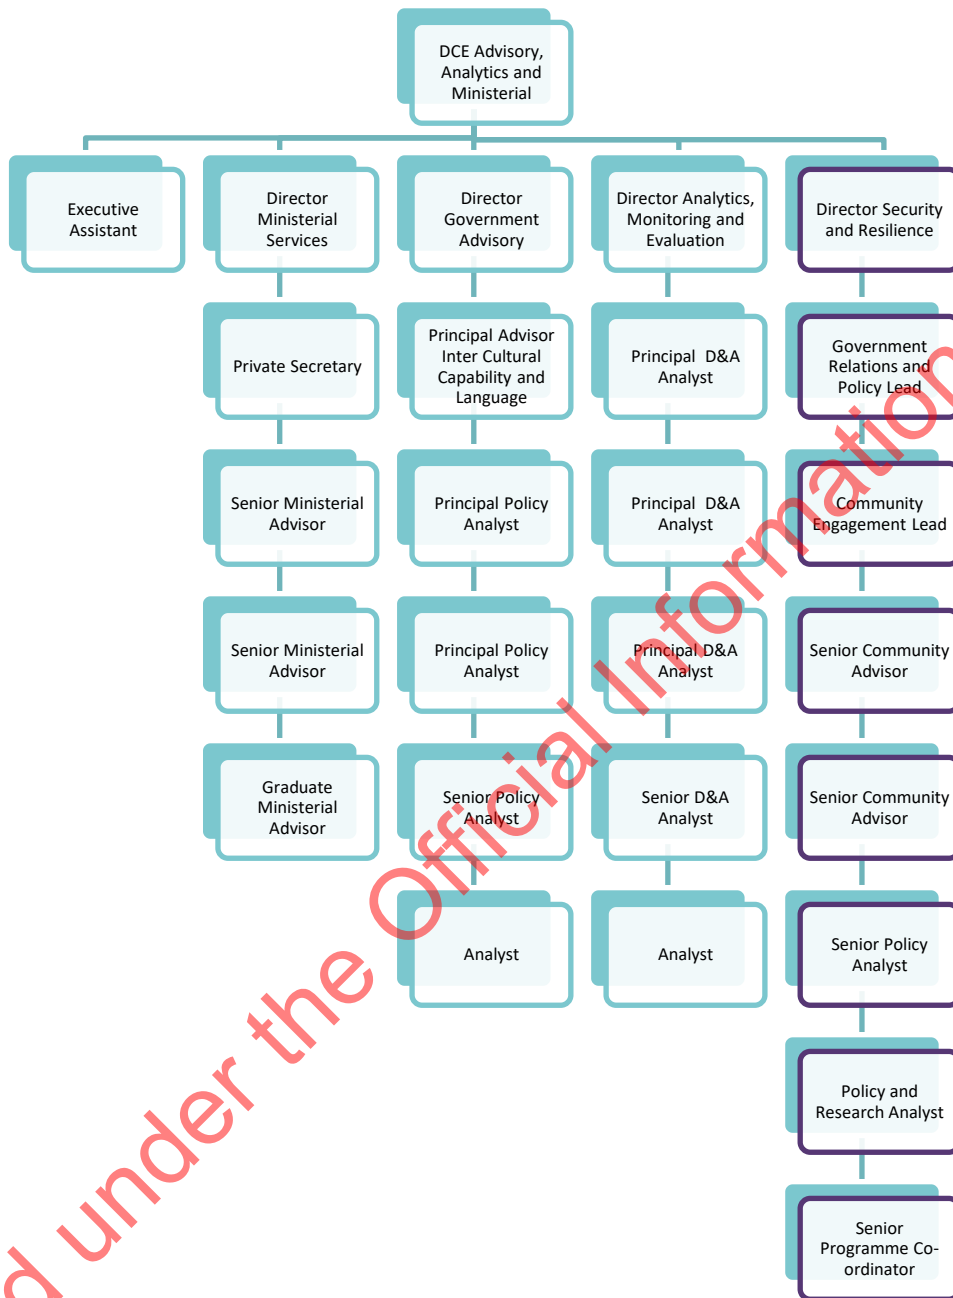 DCE Advisory,
Analytics and
Ministerial
Executive
Assistant
Director
Ministerial
Services
Director
Government
Advisory
Director Analytics,
Monitoring and
Evaluation
Director Security
and Resilience
Private Secretary
Principal Advisor
Inter Cultural
Capability and
Language
Principal D&A
Analyst
Government
Relations and
Policy Lead
Senior Ministerial
Advisor
Principal Policy
Analyst
Principal D&A
Analyst
Community
Engagement Lead
Senior Ministerial
Advisor
Principal Policy
Analyst
Principal D&A
Analyst
Senior Community
Advisor
Graduate
Ministerial
Advisor
Senior Policy
Analyst
Senior D&A
Analyst
Senior Community
Advisor
Analyst
Analyst
Senior Policy
Analyst
Policy and
Research Analyst
Senior
Programme Co-
ordinator
d under the Official Information